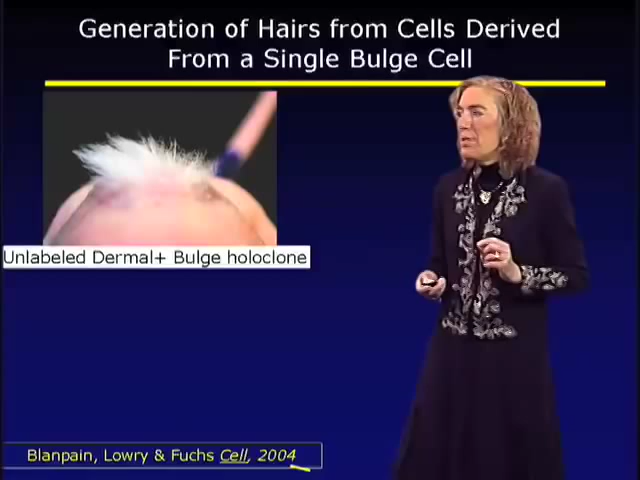 Generation of Hairs from Cells Derived
From a Single Bulge Cell
Unlabeled Dermal+ Bulge holoclone
Blanpain, Lowry & Fuchs Cell, 2004